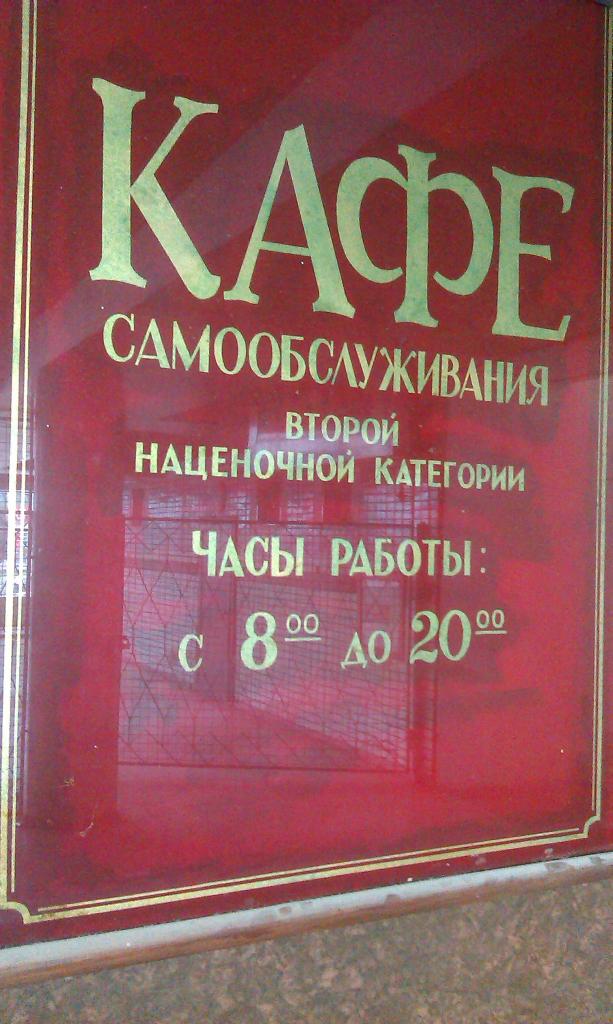 КАФЕ
САМООБСЛУЖИВАНИЯ
ВТОРОЙ
НАЦЕНОЧНОЙ КАТЕГОРИИ
ЧАСЫ РАБОТЫ:
С 8⁰⁰ ДО 20⁰⁰